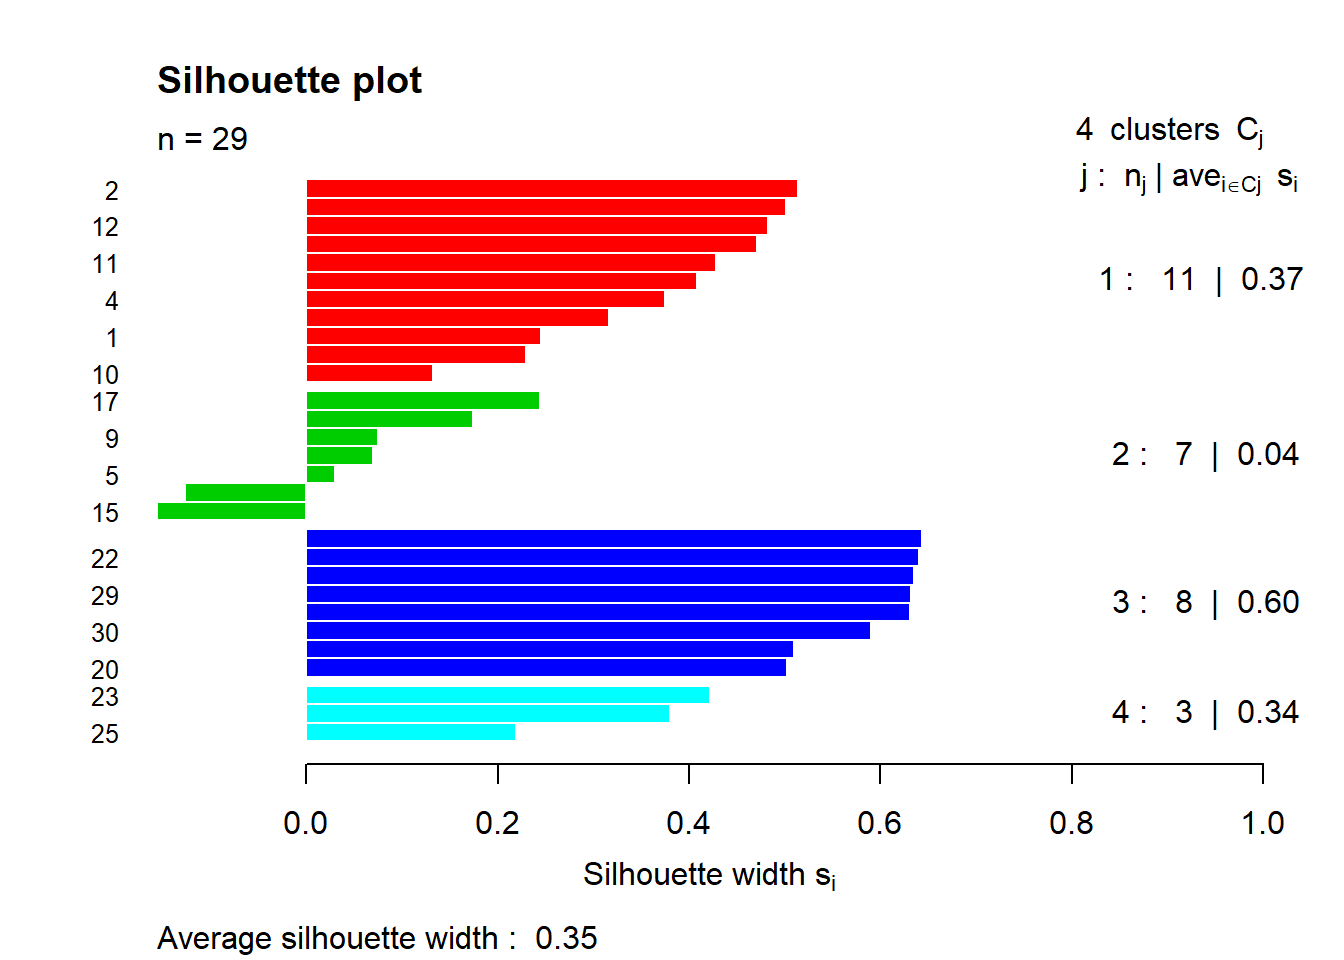 Silhouette plot
n = 29
4 clusters Cj
j : nj | avei∈Cj si
2
12
11
4
1
10
1 : 11 | 0.37
17
9
5
15
2 : 7 | 0.04
22
29
30
20
3 : 8 | 0.60
23
25
4 : 3 | 0.34
0.0 0.2 0.4 0.6 0.8 1.0
Silhouette width si
Average silhouette width : 0.35